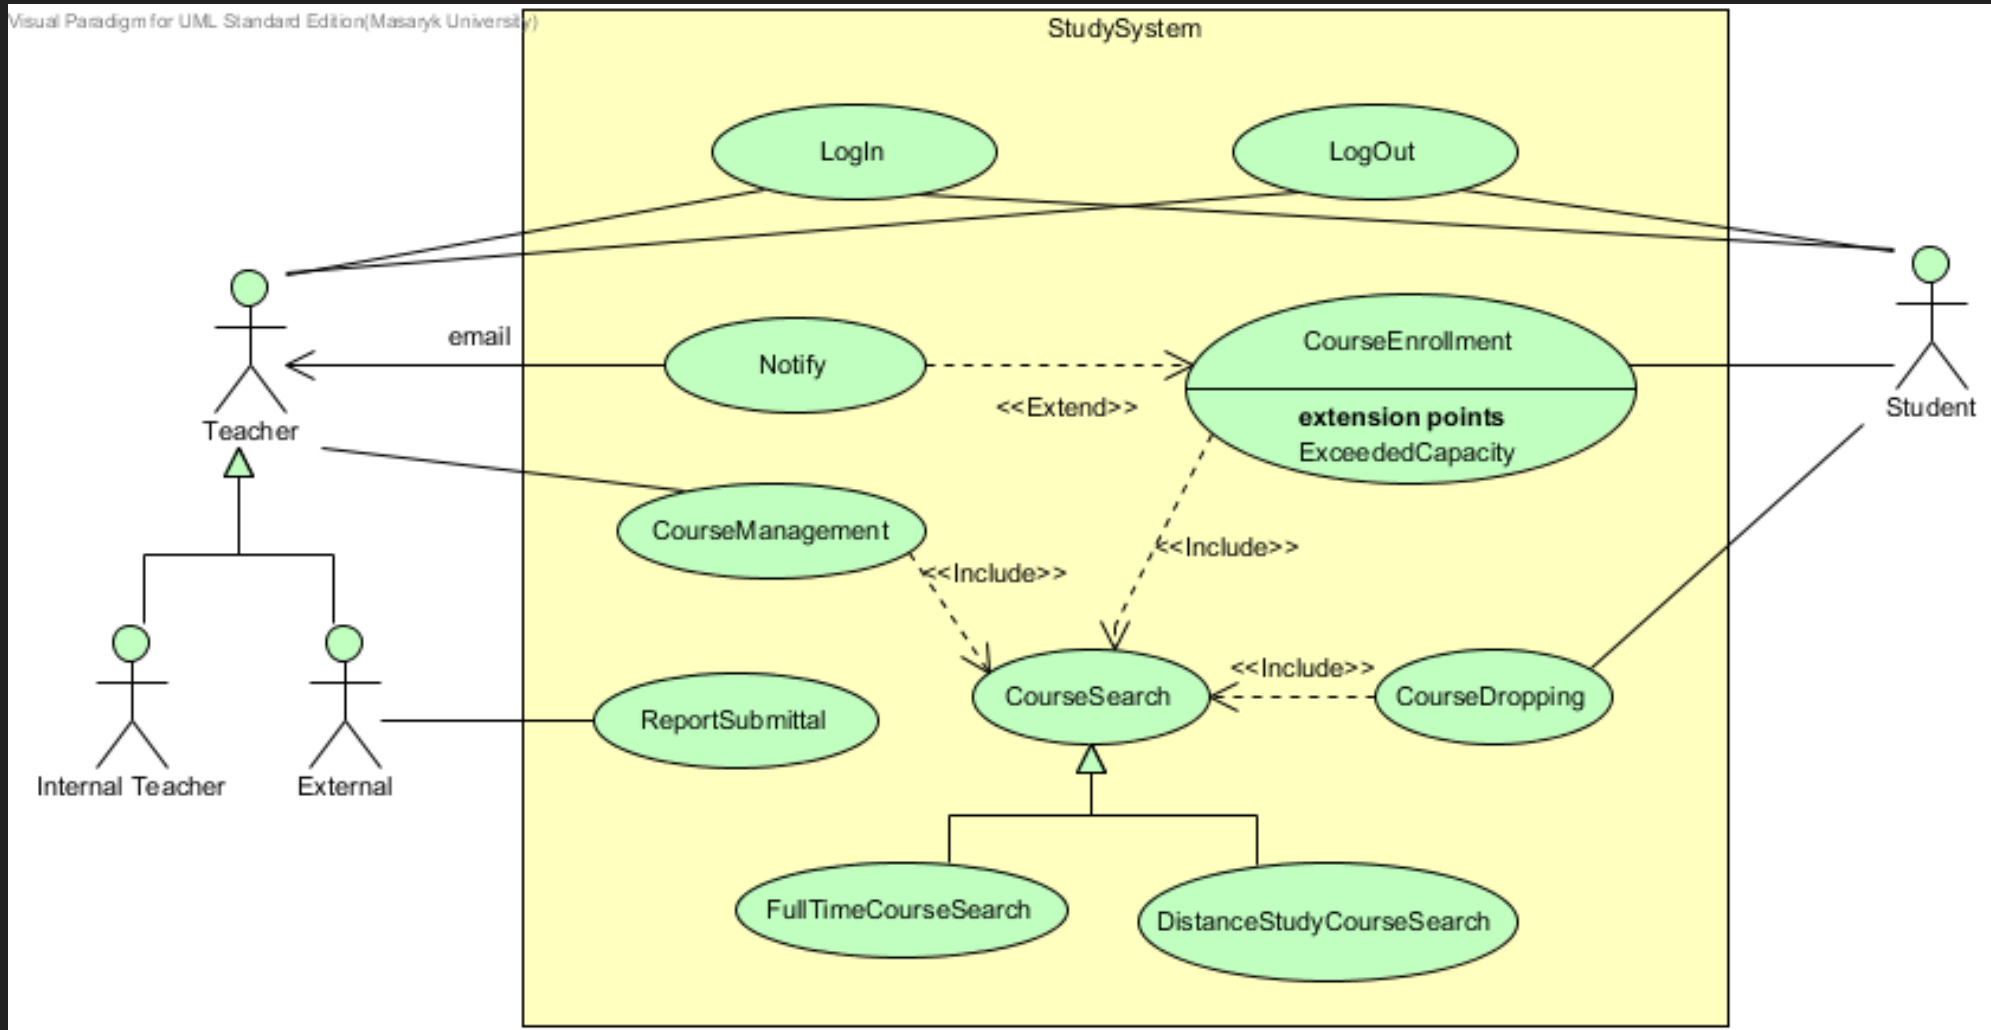 Visual Paradigm for UML Standard Edition(Masaryk University)
StudySystem
LogIn
LogOut
email
Notify
<<Extend>>
CourseEnrollment
extension points
ExceededCapacity
Teacher
Student
CourseManagement
<<Include>>
<<Include>>
<<Include>>
CourseSearch
CourseDropping
ReportSubmittal
Internal Teacher
External
FullTimeCourseSearch
DistanceStudyCourseSearch